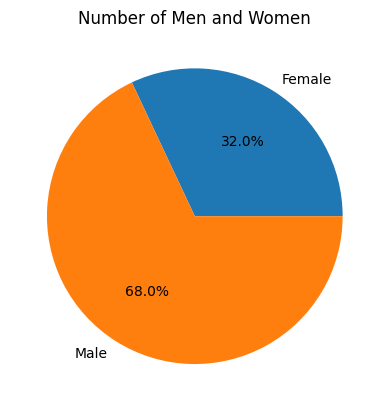 Number of Men and Women
Female
32.0%
68.0%
Male